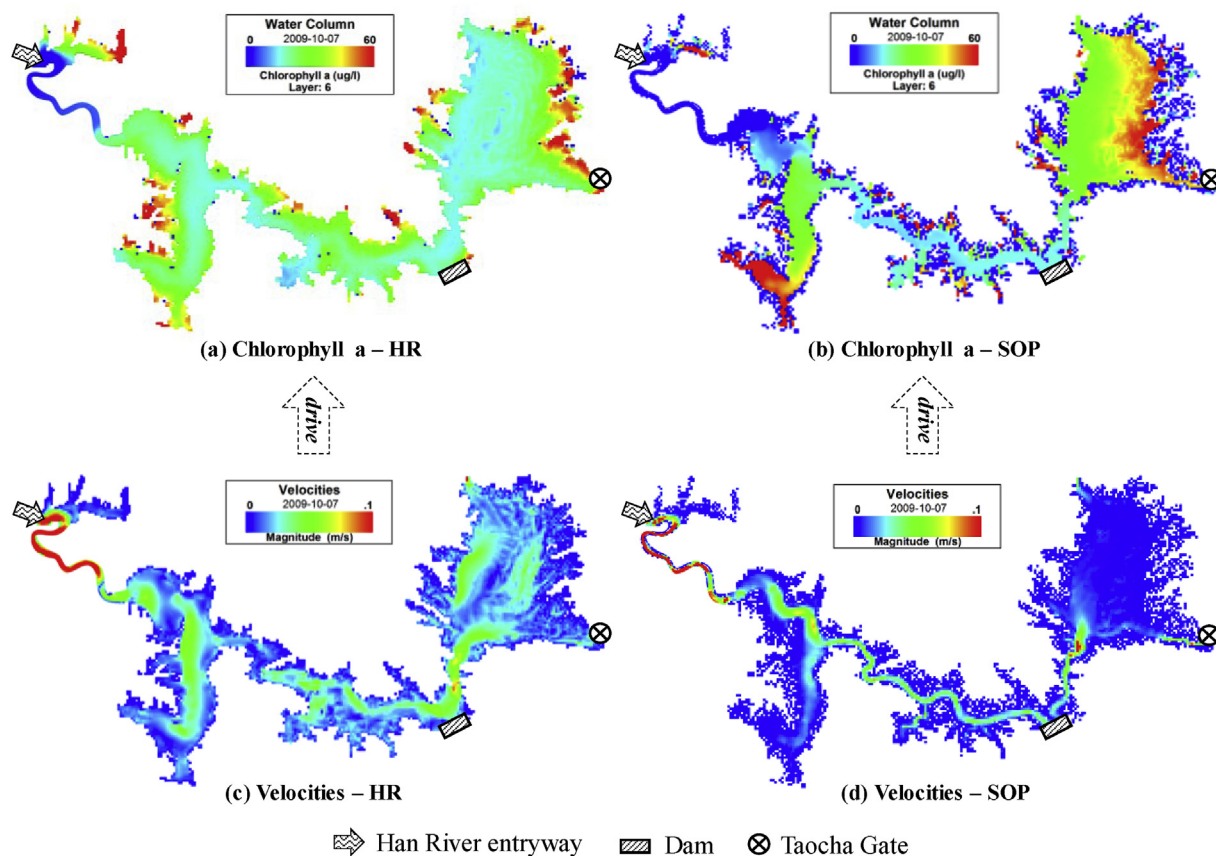 Water Column
0 2009-10-07 60
Chlorophyll a (ug/l)
Layer: 6
Water Column
0 2009-10-07 60
Chlorophyll a (ug/l)
Layer: 6
(a) Chlorophyll a – HR
(b) Chlorophyll a – SOP
drive
drive
Velocities
0 2009-10-07 .1
Magnitude (m/s)
Velocities
0 2009-10-07 .1
Magnitude (m/s)
(c) Velocities – HR
(d) Velocities – SOP
Han River entryway Dam Taocha Gate